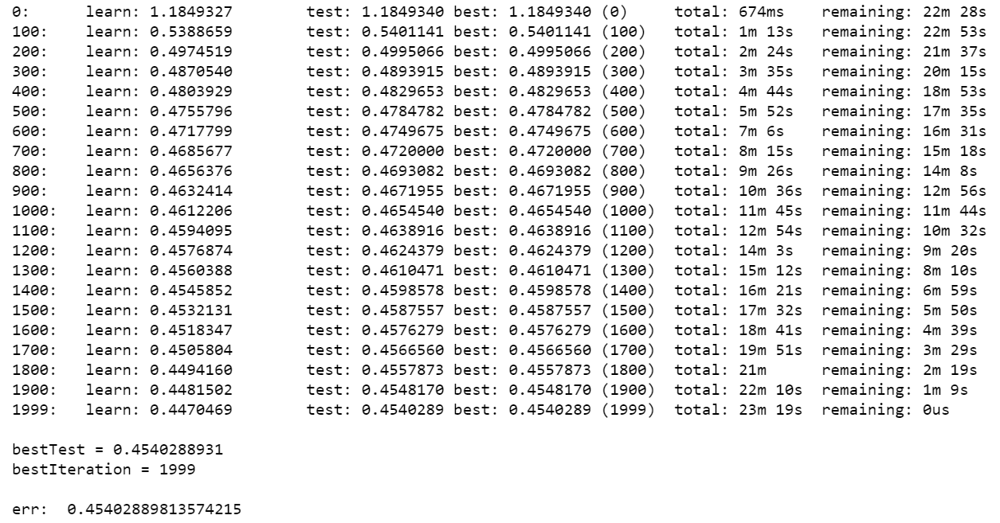 0: learn: 1.1849327 test: 1.1849340 best: 1.1849340 (0) total: 674ms remaining: 22m 28s
100: learn: 0.5388659 test: 0.5401141 best: 0.5401141 (100) total: 1m 13s remaining: 22m 53s
200: learn: 0.4974519 test: 0.4995066 best: 0.4995066 (200) total: 2m 24s remaining: 21m 37s
300: learn: 0.4870540 test: 0.4893915 best: 0.4893915 (300) total: 3m 35s remaining: 20m 15s
400: learn: 0.4803929 test: 0.4829653 best: 0.4829653 (400) total: 4m 44s remaining: 18m 53s
500: learn: 0.4755796 test: 0.4784782 best: 0.4784782 (500) total: 5m 52s remaining: 17m 35s
600: learn: 0.4717799 test: 0.4749675 best: 0.4749675 (600) total: 7m 6s remaining: 16m 31s
700: learn: 0.4685677 test: 0.4720000 best: 0.4720000 (700) total: 8m 15s remaining: 15m 18s
800: learn: 0.4656376 test: 0.4693082 best: 0.4693082 (800) total: 9m 26s remaining: 14m 8s
900: learn: 0.4632414 test: 0.4671955 best: 0.4671955 (900) total: 10m 36s remaining: 12m 56s
1000: learn: 0.4612206 test: 0.4654540 best: 0.4654540 (1000) total: 11m 45s remaining: 11m 44s
1100: learn: 0.4594095 test: 0.4638916 best: 0.4638916 (1100) total: 12m 54s remaining: 10m 32s
1200: learn: 0.4576874 test: 0.4624379 best: 0.4624379 (1200) total: 14m 3s remaining: 9m 20s
1300: learn: 0.4560388 test: 0.4610471 best: 0.4610471 (1300) total: 15m 12s remaining: 8m 10s
1400: learn: 0.4545852 test: 0.4598578 best: 0.4598578 (1400) total: 16m 21s remaining: 6m 59s
1500: learn: 0.4532131 test: 0.4587557 best: 0.4587557 (1500) total: 17m 32s remaining: 5m 50s
1600: learn: 0.4518347 test: 0.4576279 best: 0.4576279 (1600) total: 18m 41s remaining: 4m 39s
1700: learn: 0.4505804 test: 0.4566560 best: 0.4566560 (1700) total: 19m 51s remaining: 3m 29s
1800: learn: 0.4494160 test: 0.4557873 best: 0.4557873 (1800) total: 21m remaining: 2m 19s
1900: learn: 0.4481502 test: 0.4548170 best: 0.4548170 (1900) total: 22m 10s remaining: 1m 9s
1999: learn: 0.4470469 test: 0.4540289 best: 0.4540289 (1999) total: 23m 19s remaining: 0us
bestTest = 0.4540288931
bestIteration = 1999
err: 0.45402889813574215